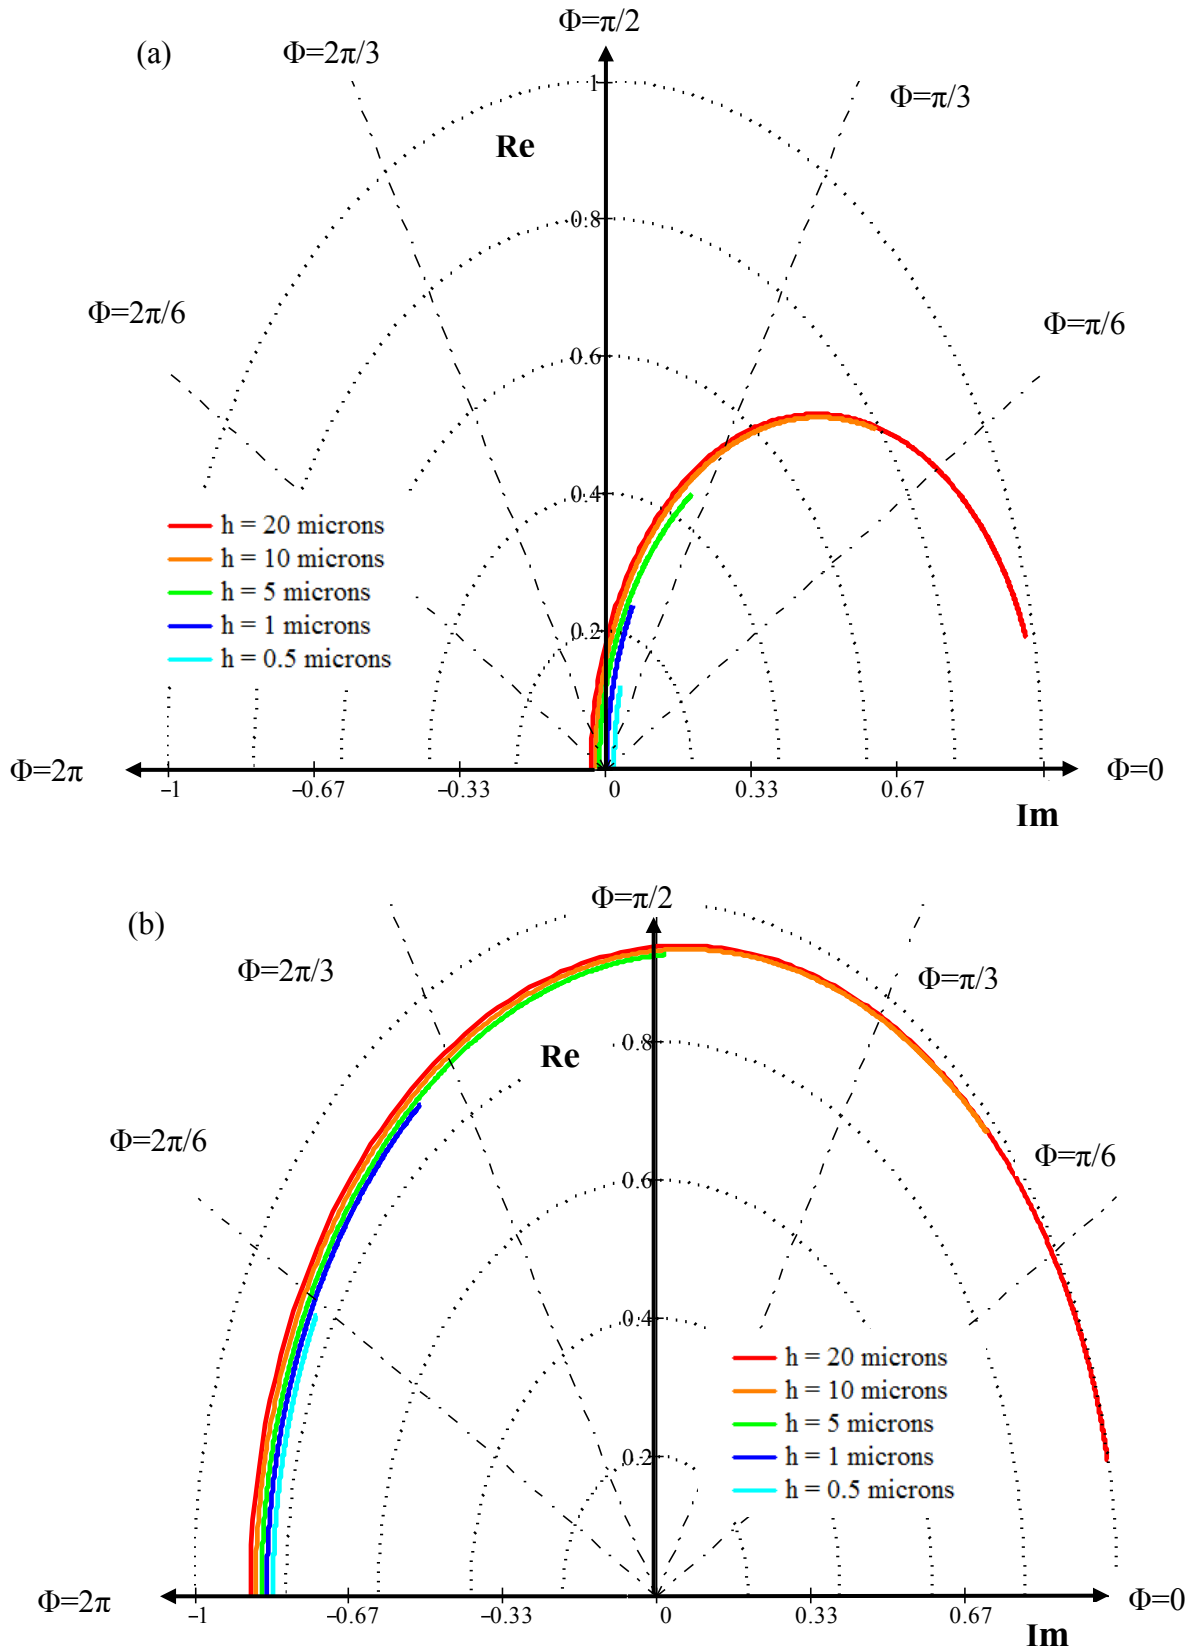 (a)
Φ=π/2
Φ=2π/3
Φ=π/3
Re
Φ=2π/6
Φ=π/6
1
0.8
0.6
0.4
0.2
h = 20 microns
h = 10 microns
h = 5 microns
h = 1 microns
h = 0.5 microns
Φ=2π
Φ=0
−1
−0.67
−0.33
0
0.33
0.67
Im
(b)
Φ=π/2
Φ=2π/3
Φ=π/3
Re
Φ=2π/6
Φ=π/6
0.8
0.6
0.4
0.2
h = 20 microns
h = 10 microns
h = 5 microns
h = 1 microns
h = 0.5 microns
Φ=2π
Φ=0
−1
−0.67
−0.33
0
0.33
0.67
Im